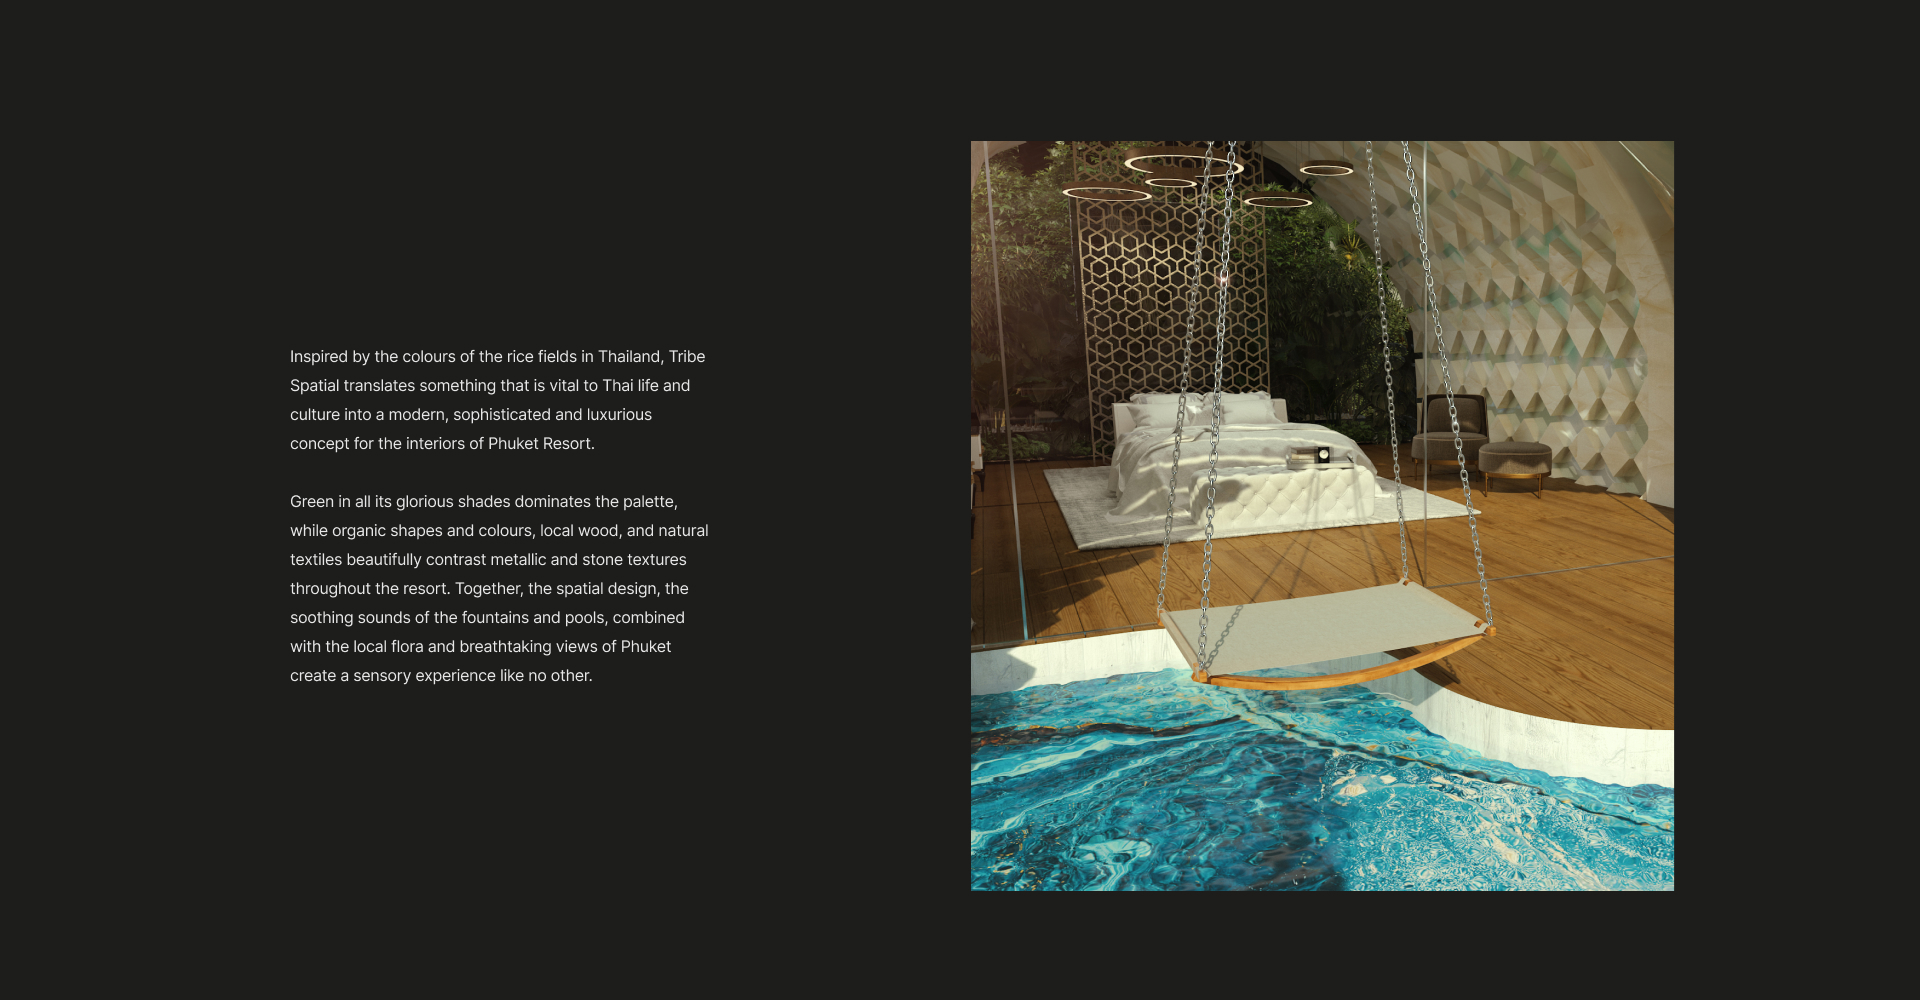 Inspired by the colours of the rice fields in Thailand, Tribe
Spatial translates something that is vital to Thai life and
culture into a modern, sophisticated and luxurious
concept for the interiors of Phuket Resort.
Green in all its glorious shades dominates the palette,
while organic shapes and colours, local wood, and natural
textiles beautifully contrast metallic and stone textures
throughout the resort. Together, the spatial design, the
soothing sounds of the fountains and pools, combined
with the local flora and breathtaking views of Phuket
create a sensory experience like no other.